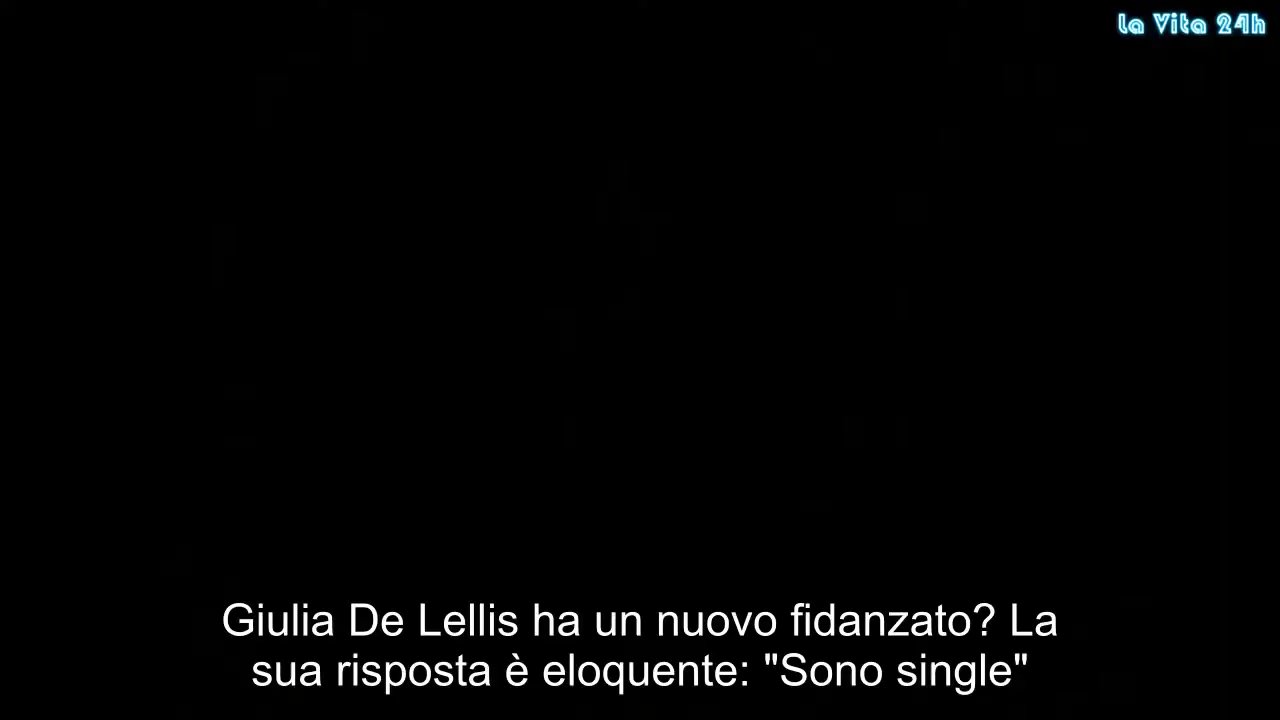 La Vita 24h
Giulia De Lellis ha un nuovo fidanzato? La
sua risposta è eloquente: "Sono single"